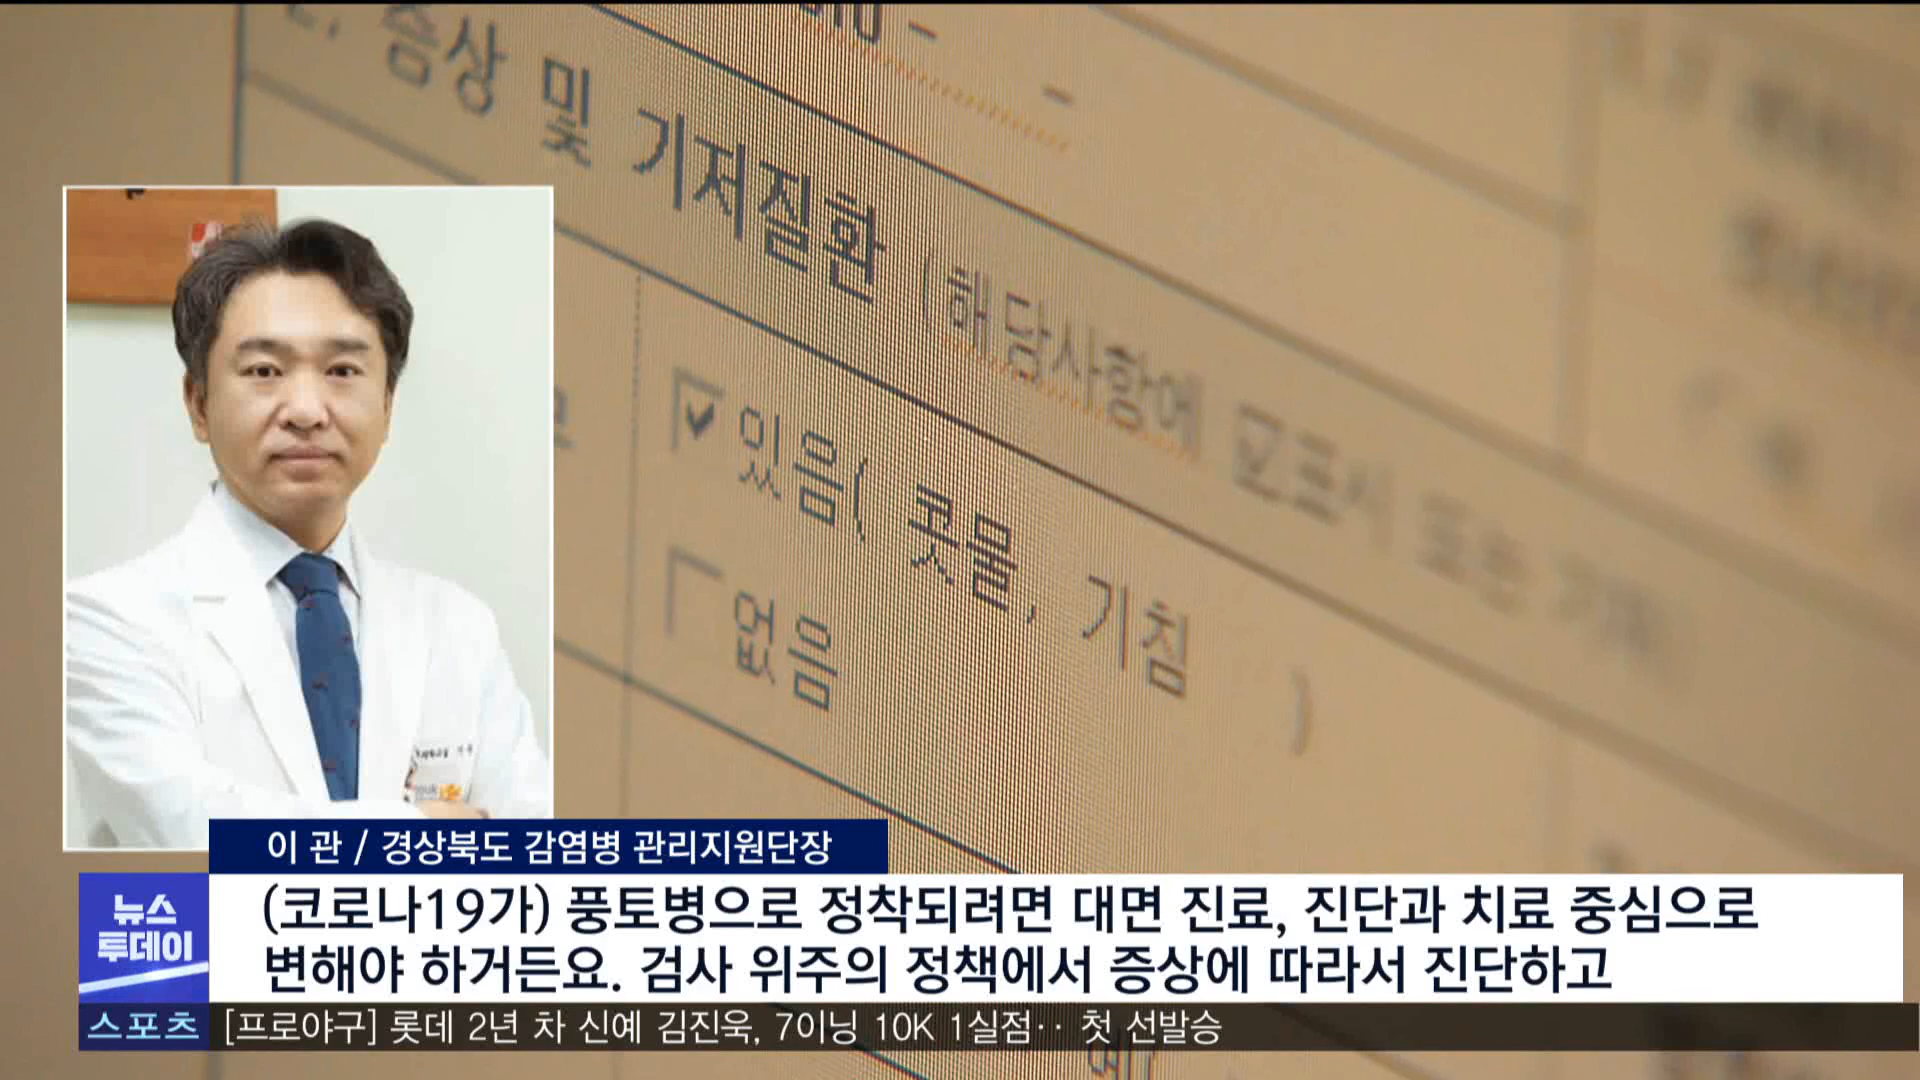 증상 및 기저질환 (해당사항에 표시 또는 기재
있음( 콧물, 기침 )
없음
이 관 / 경상북도 감염병 관리지원단장
뉴스
투데이
(코로나19가) 풍토병으로 정착되려면 대면 진료, 진단과 치료 중심으로
변해야 하거든요. 검사 위주의 정책에서 증상에 따라서 진단하고
스포츠 [프로야구] 롯데 2년 차 신예 김진욱, 7이닝 10K 1실점‥ 첫 선발승